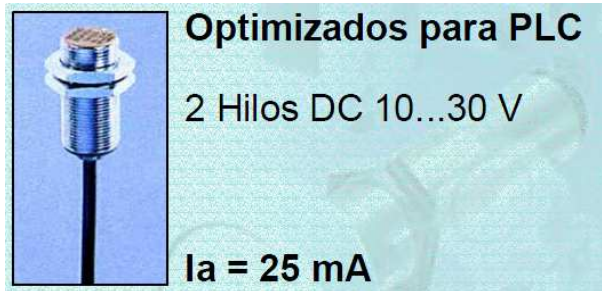 Optimizados para PLC
2 Hilos DC 10...30 V
Ia = 25 mA